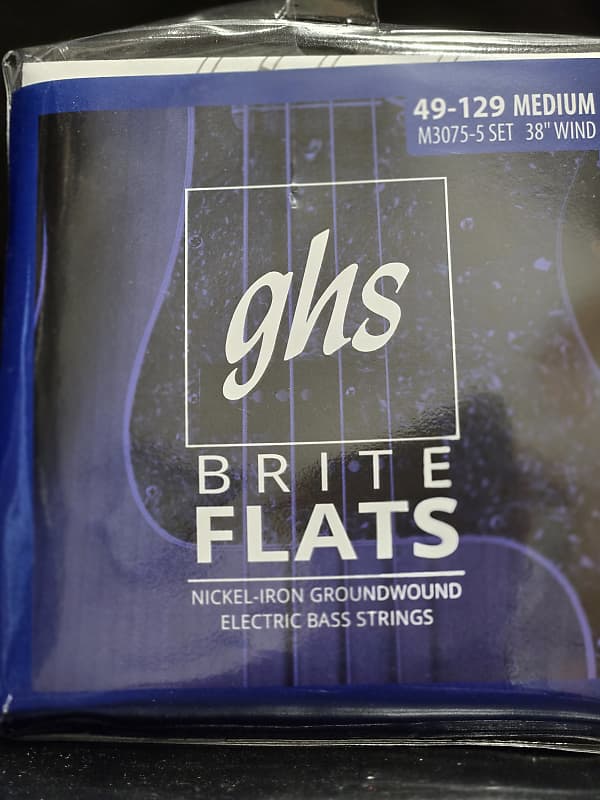 49-129 MEDIUM
M3075-5 SET 38" WIND
ghs
BRITE
FLATS
NICKEL-IRON GROUNDWOUND
ELECTRIC BASS STRINGS